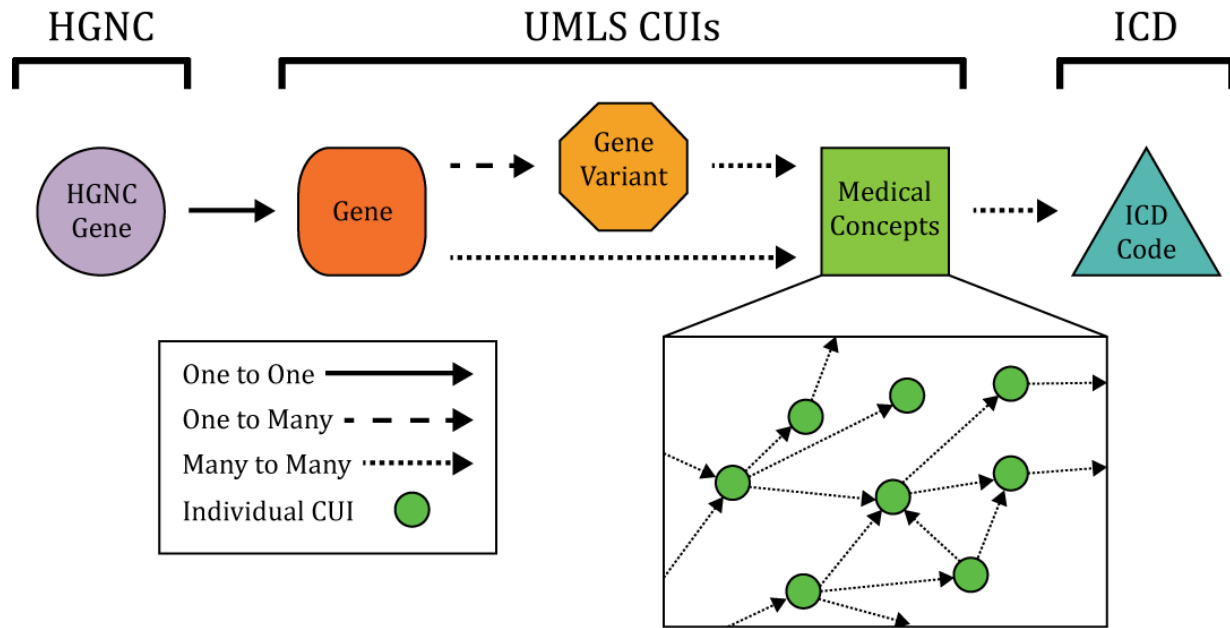 HGNC
UMLS CUIs
ICD
HGNC
Gene
Gene
Gene
Variant
Medical
Concepts
ICD
Code
One to One
One to Many
Many to Many
Individual CUI